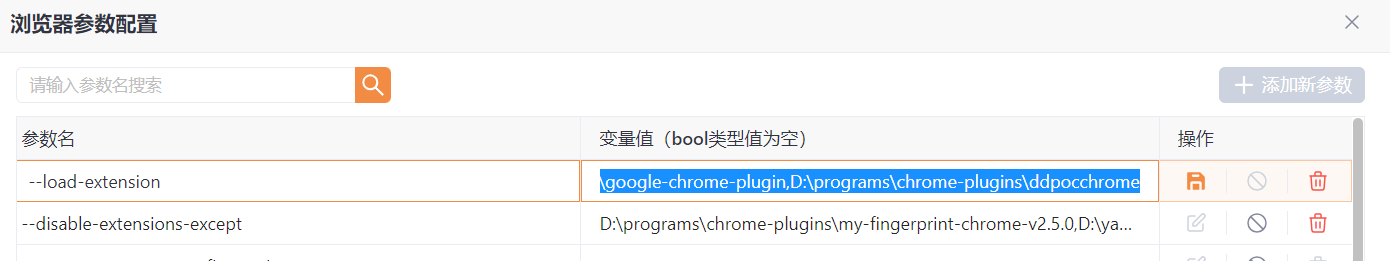 浏览器参数配置
请输入参数名搜索
添加新参数
参数名 变量值（bool类型值为空） 操作
--load-extension \google-chrome-plugin,D:\programs\chrome-plugins\ddpocchrome
--disable-extensions-except D:\programs\chrome-plugins\my-fingerprint-chrome-v2.5.0,D:\ya...